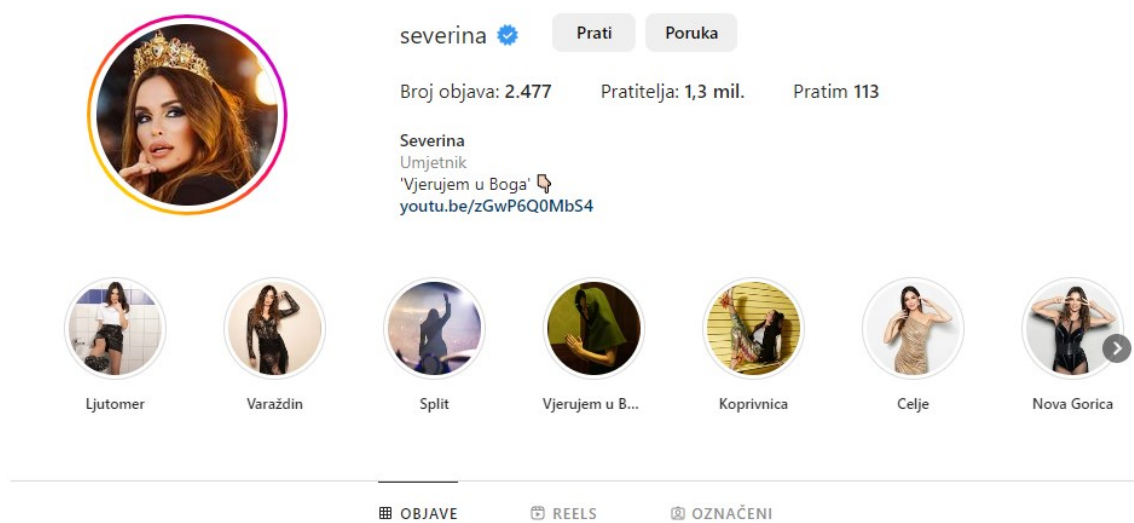 severina Prati Poruka
Broj objava: 2.477 Pratitelja: 1,3 mil. Pratim 113
Severina
Umjetnik
'Vjerujem u Boga'
youtu.be/zGwP6Q0MbS4
Ljutomer Varaždin Split Vjerujem u B... Koprivnica Celje Nova Gorica
OBJAVE REELS OZNAČENI